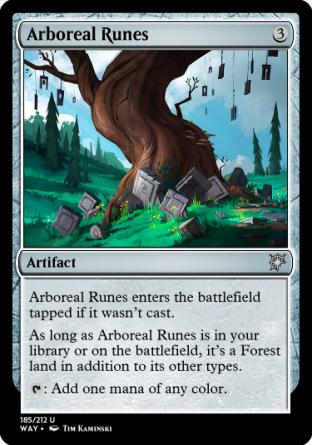 Arboreal Runes 3
Artifact
Arboreal Runes enters the battlefield
tapped if it wasn't cast.
As long as Arboreal Runes is in your
library or on the battlefield, it's a Forest
land in addition to its other types.
: Add one mana of any color.
185/212 U
WAY • Tim Kaminski